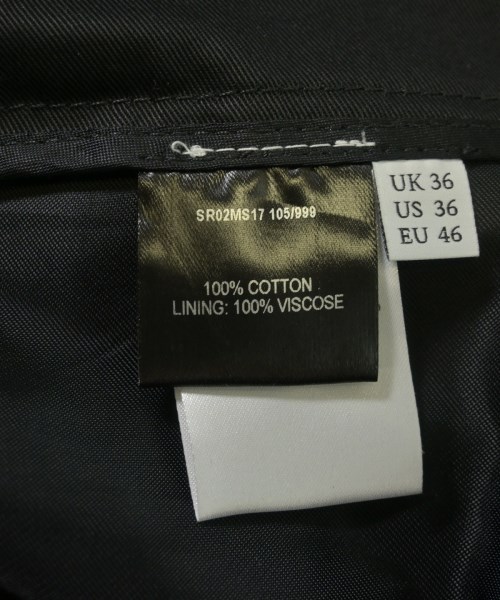 SR02MS17 105/999
100% COTTON
LINING: 100% VISCOSE
UK 36
US 36
EU 46